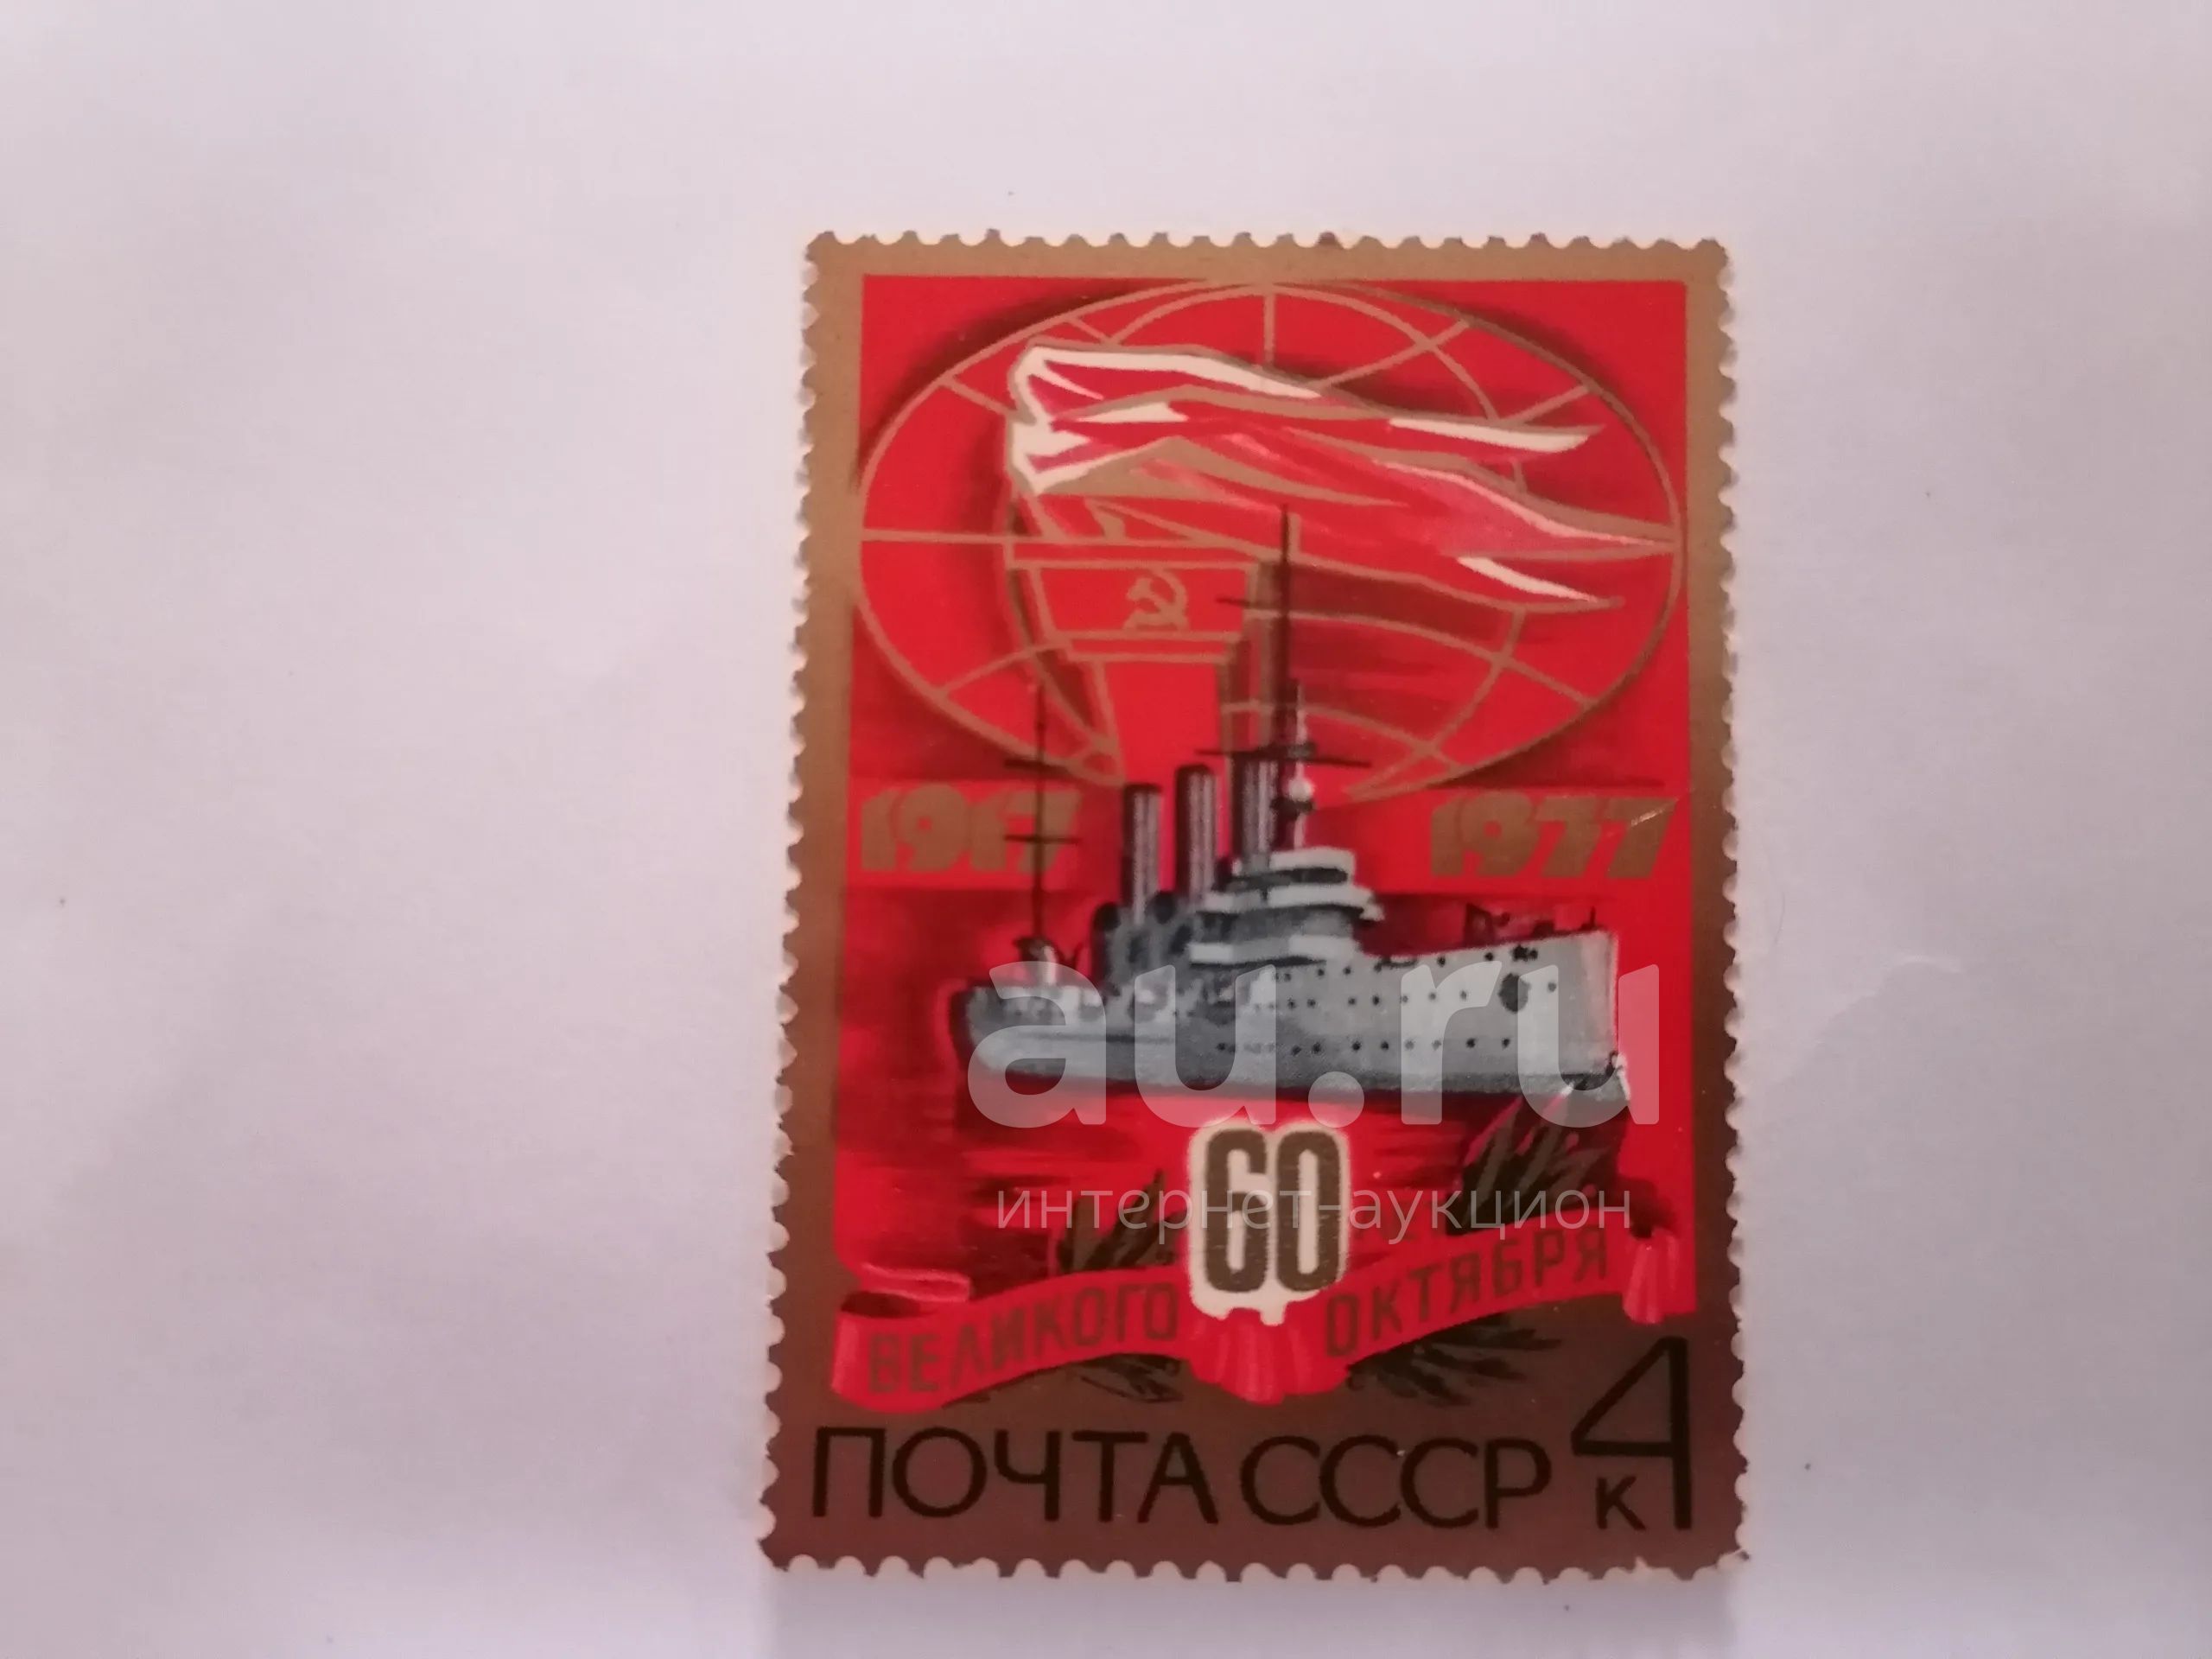 1917 1977
au.ru
60
интернет-аукцион
ВЕЛИКОГО ОКТЯБРЯ
ПОЧТА СССР 4 к